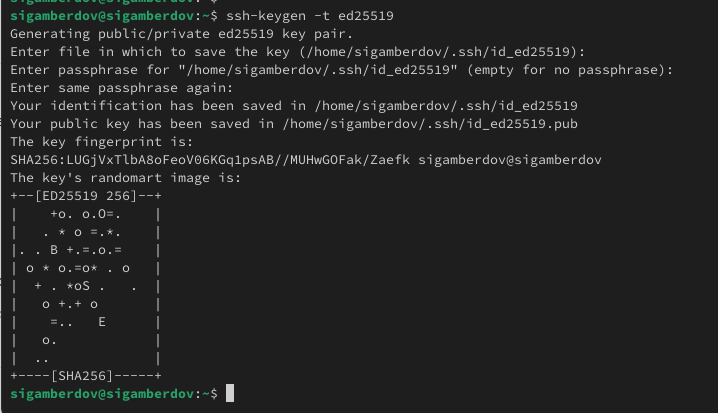 sigamberdov@sigamberdov:~$ ssh-keygen -t ed25519
Generating public/private ed25519 key pair.
Enter file in which to save the key (/home/sigamberdov/.ssh/id_ed25519):
Enter passphrase for "/home/sigamberdov/.ssh/id_ed25519" (empty for no passphrase):
Enter same passphrase again:
Your identification has been saved in /home/sigamberdov/.ssh/id_ed25519
Your public key has been saved in /home/sigamberdov/.ssh/id_ed25519.pub
The key fingerprint is:
SHA256:LUGjVxTlbA8oFeoV06KGq1psAB//MUHwGOFak/Zaefk sigamberdov@sigamberdov
The key's randomart image is:
+--[ED25519 256]--+
|    +o. o.O=.    |
|   . * o =.*.    |
|. . B +.=.o.=    |
| o * o.=o* . o   |
|  + . *oS .   .  |
|   o +.+ o       |
|    =..   E      |
|   o.            |
|  ..             |
+----[SHA256]-----+
sigamberdov@sigamberdov:~$